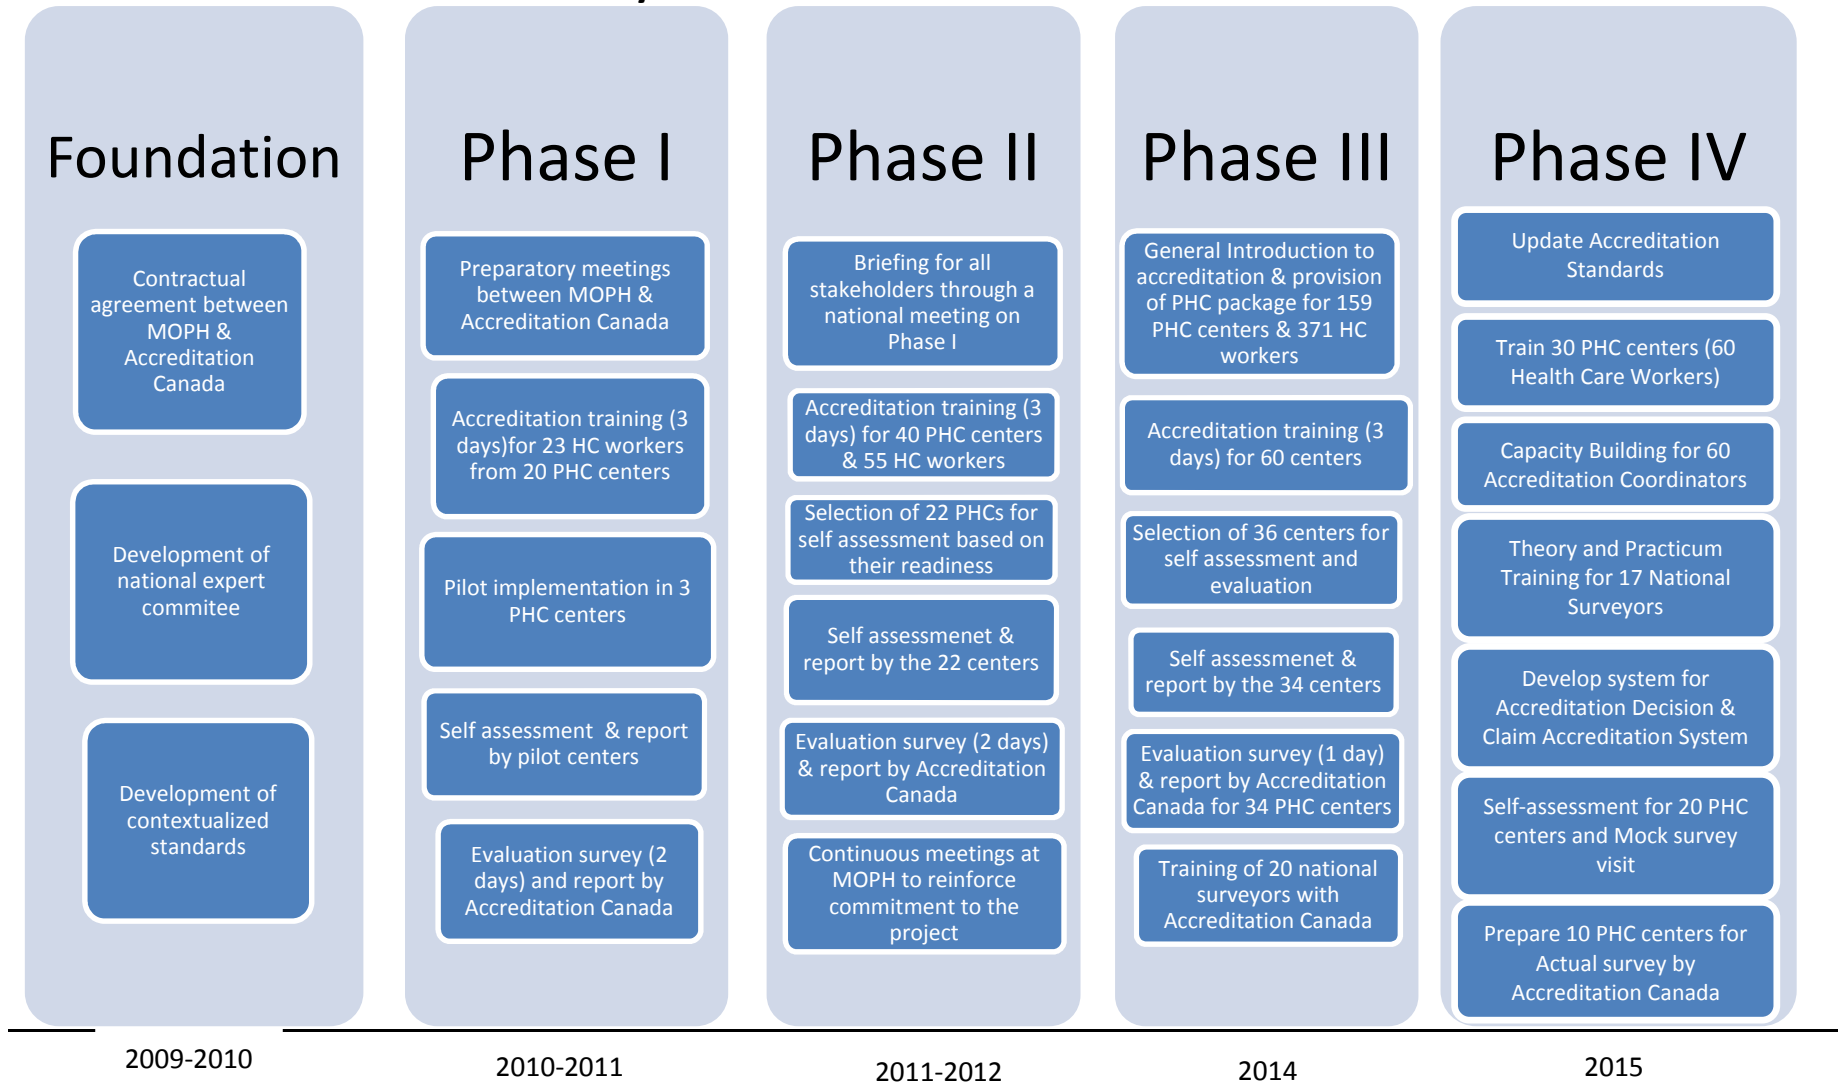 Foundation
Contractual
agreement between
MOPH &
Accreditation
Canada
Development of
national expert
commitee
Development of
contextualized
standards
2009-2010
Phase I
Preparatory meetings
between MOPH &
Accreditation Canada
Accreditation training (3
days)for 23 HC workers
from 20 PHC centers
Pilot implementation in 3
PHC centers
Self assessment & report
by pilot centers
Evaluation survey (2
days) and report by
Accreditation Canada
2010-2011
Phase II
Briefing for all
stakeholders through a
national meeting on
Phase I
Accreditation training (3
days) for 40 PHC centers
& 55 HC workers
Selection of 22 PHCs for
self assessment based on
their readiness
Self assessmenet &
report by the 22 centers
Evaluation survey (2 days)
& report by Accreditation
Canada
Continuous meetings at
MOPH to reinforce
commitment to the
project
2011-2012
Phase III
General Introduction to
accreditation & provision
of PHC package for 159
PHC centers & 371 HC
workers
Accreditation training (3
days) for 60 centers
Selection of 36 centers for
self assessment and
evaluation
Self assessmenet &
report by the 34 centers
Evaluation survey (1 day)
& report by Accreditation
Canada for 34 PHC centers
Training of 20 national
surveyors with
Accreditation Canada
2014
Phase IV
Update Accreditation
Standards
Train 30 PHC centers (60
Health Care Workers)
Capacity Building for 60
Accreditation Coordinators
Theory and Practicum
Training for 17 National
Surveyors
Develop system for
Accreditation Decision &
Claim Accreditation System
Self-assessment for 20 PHC
centers and Mock survey
visit
Prepare 10 PHC centers for
Actual survey by
Accreditation Canada
2015